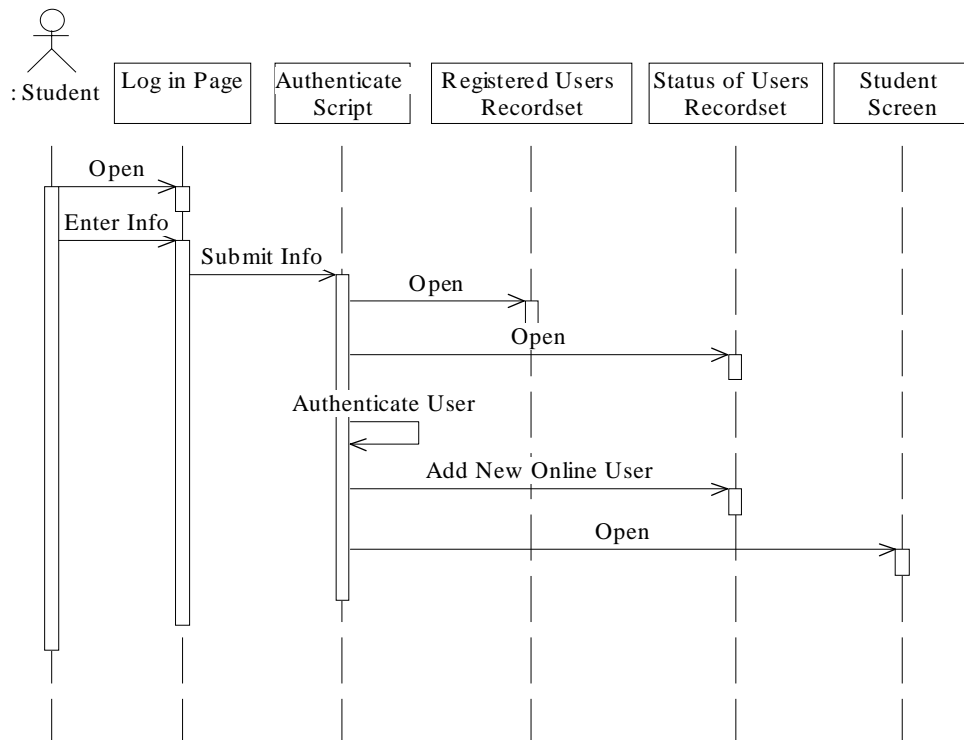 : Student
Log in Page
Authenticate
Script
Registered Users
Recordset
Status of Users
Recordset
Student
Screen
Open
Enter Info
Submit Info
Open
Open
Authenticate User
Add New Online User
Open